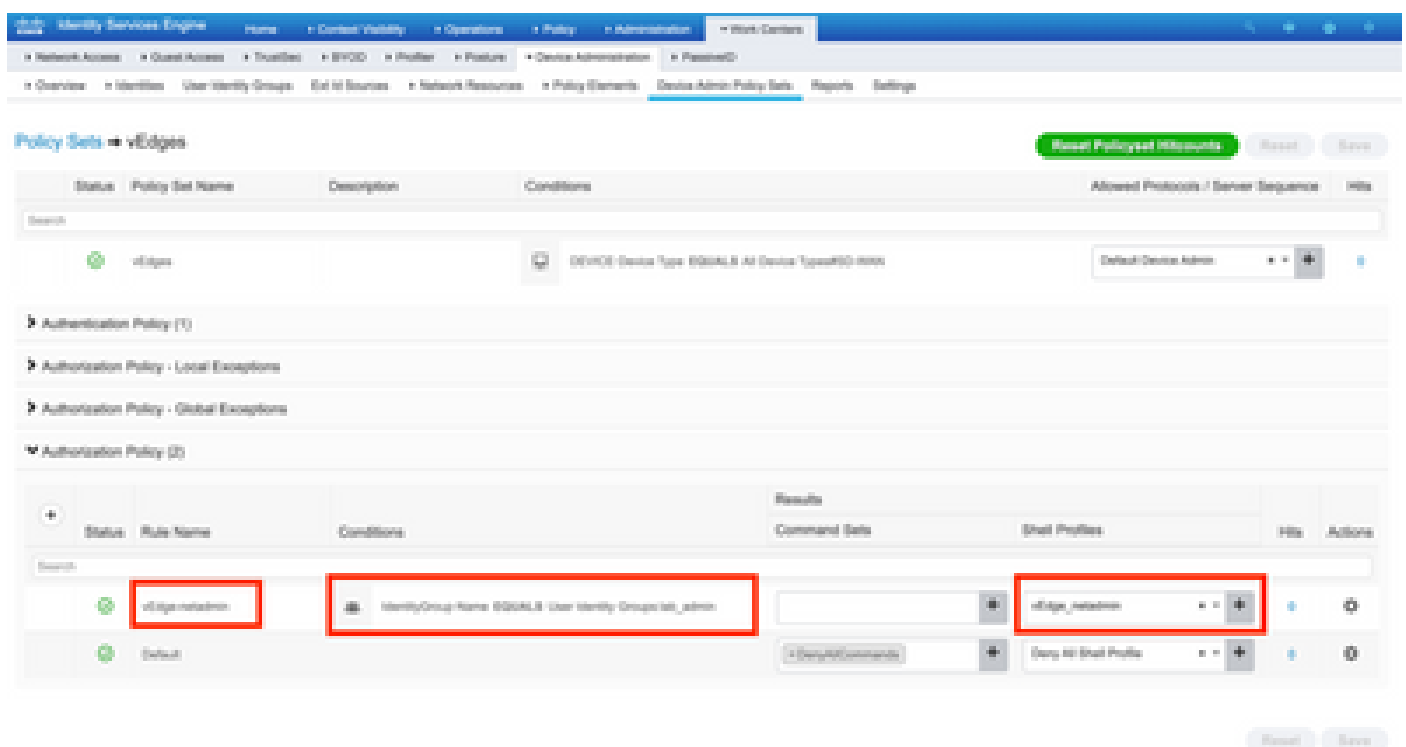 Identity Services Engine Home Context Visibility Operations Policy Administration Work Centers
Network Access Guest Access TrustSec BYOD Profiler Posture Device Administration PassiveID
Overview Identities User Identity Groups Ext Id Sources Network Resources Policy Elements Device Admin Policy Sets Reports Settings
Policy Sets → vEdges Reset Policyset Hitcounts Reset Save
Status Policy Set Name Description Conditions Allowed Protocols / Server Sequence Hits
Search
vEdges DEVICE Device Type EQUALS All Device Types#SD-WAN Default Device Admin 0
Authentication Policy (1)
Authorization Policy - Local Exceptions
Authorization Policy - Global Exceptions
Authorization Policy (2)
Results
Status Rule Name Conditions Command Sets Shell Profiles Hits Actions
Search
vEdge-netadmin IdentityGroup Name EQUALS User Identity Groups:lab_admin vEdge_netadmin 0
Default DenyAllCommands Deny All Shell Profile 0
Reset Save